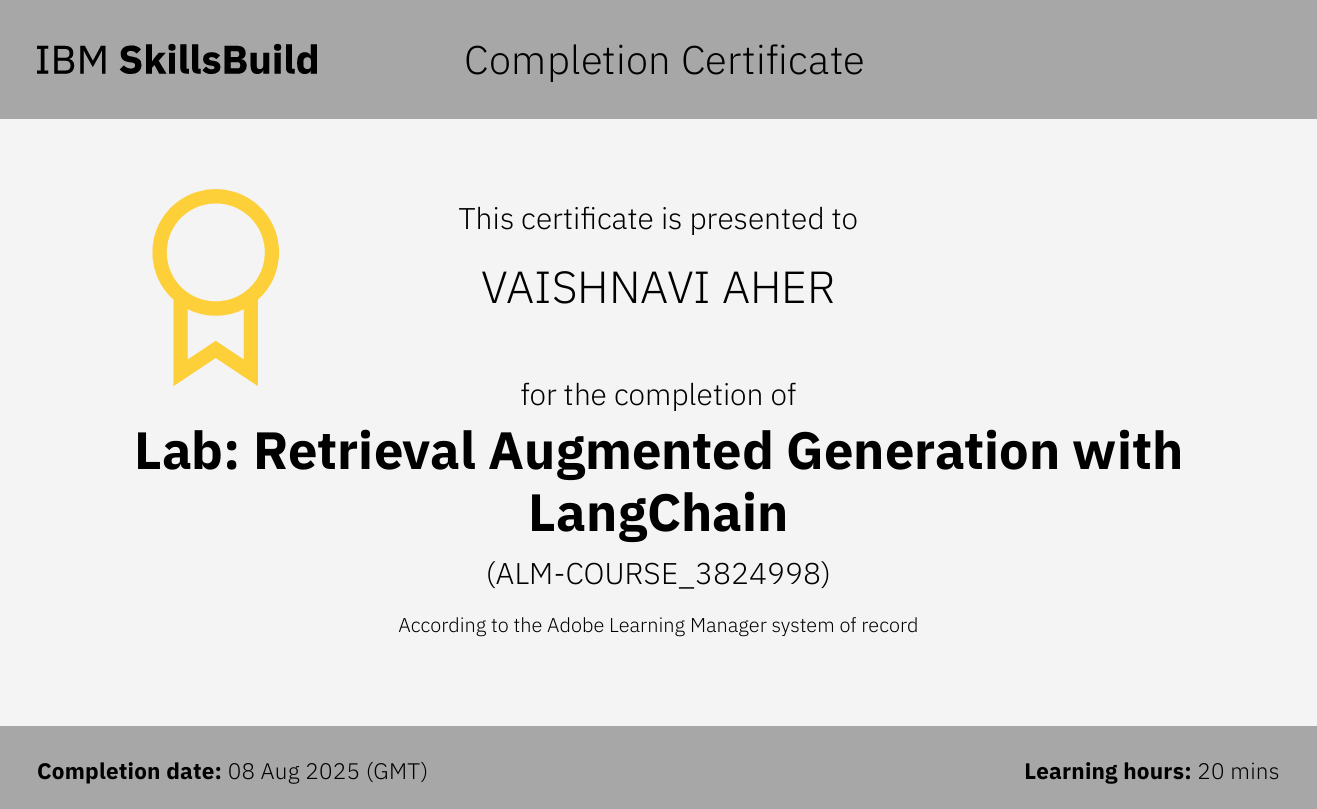 IBM SkillsBuild
Completion Certificate
This certificate is presented to
VAISHNAVI AHER
for the completion of
Lab: Retrieval Augmented Generation with
LangChain
(ALM-COURSE_3824998)
According to the Adobe Learning Manager system of record
Completion date: 08 Aug 2025 (GMT)
Learning hours: 20 mins